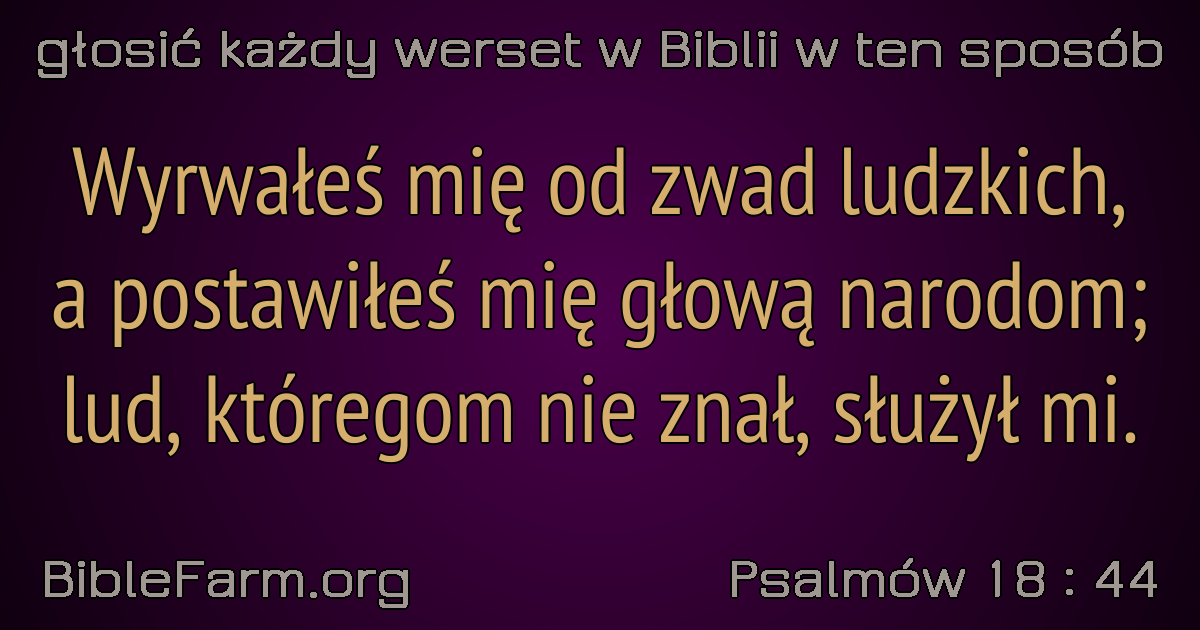 głosić każdy werset w Biblii w ten sposób
Wyrwałeś mię od zwad ludzkich,
a postawiłeś mię głową narodom;
lud, któregom nie znał, służył mi.
BibleFarm.org
Psalmów 18 : 44